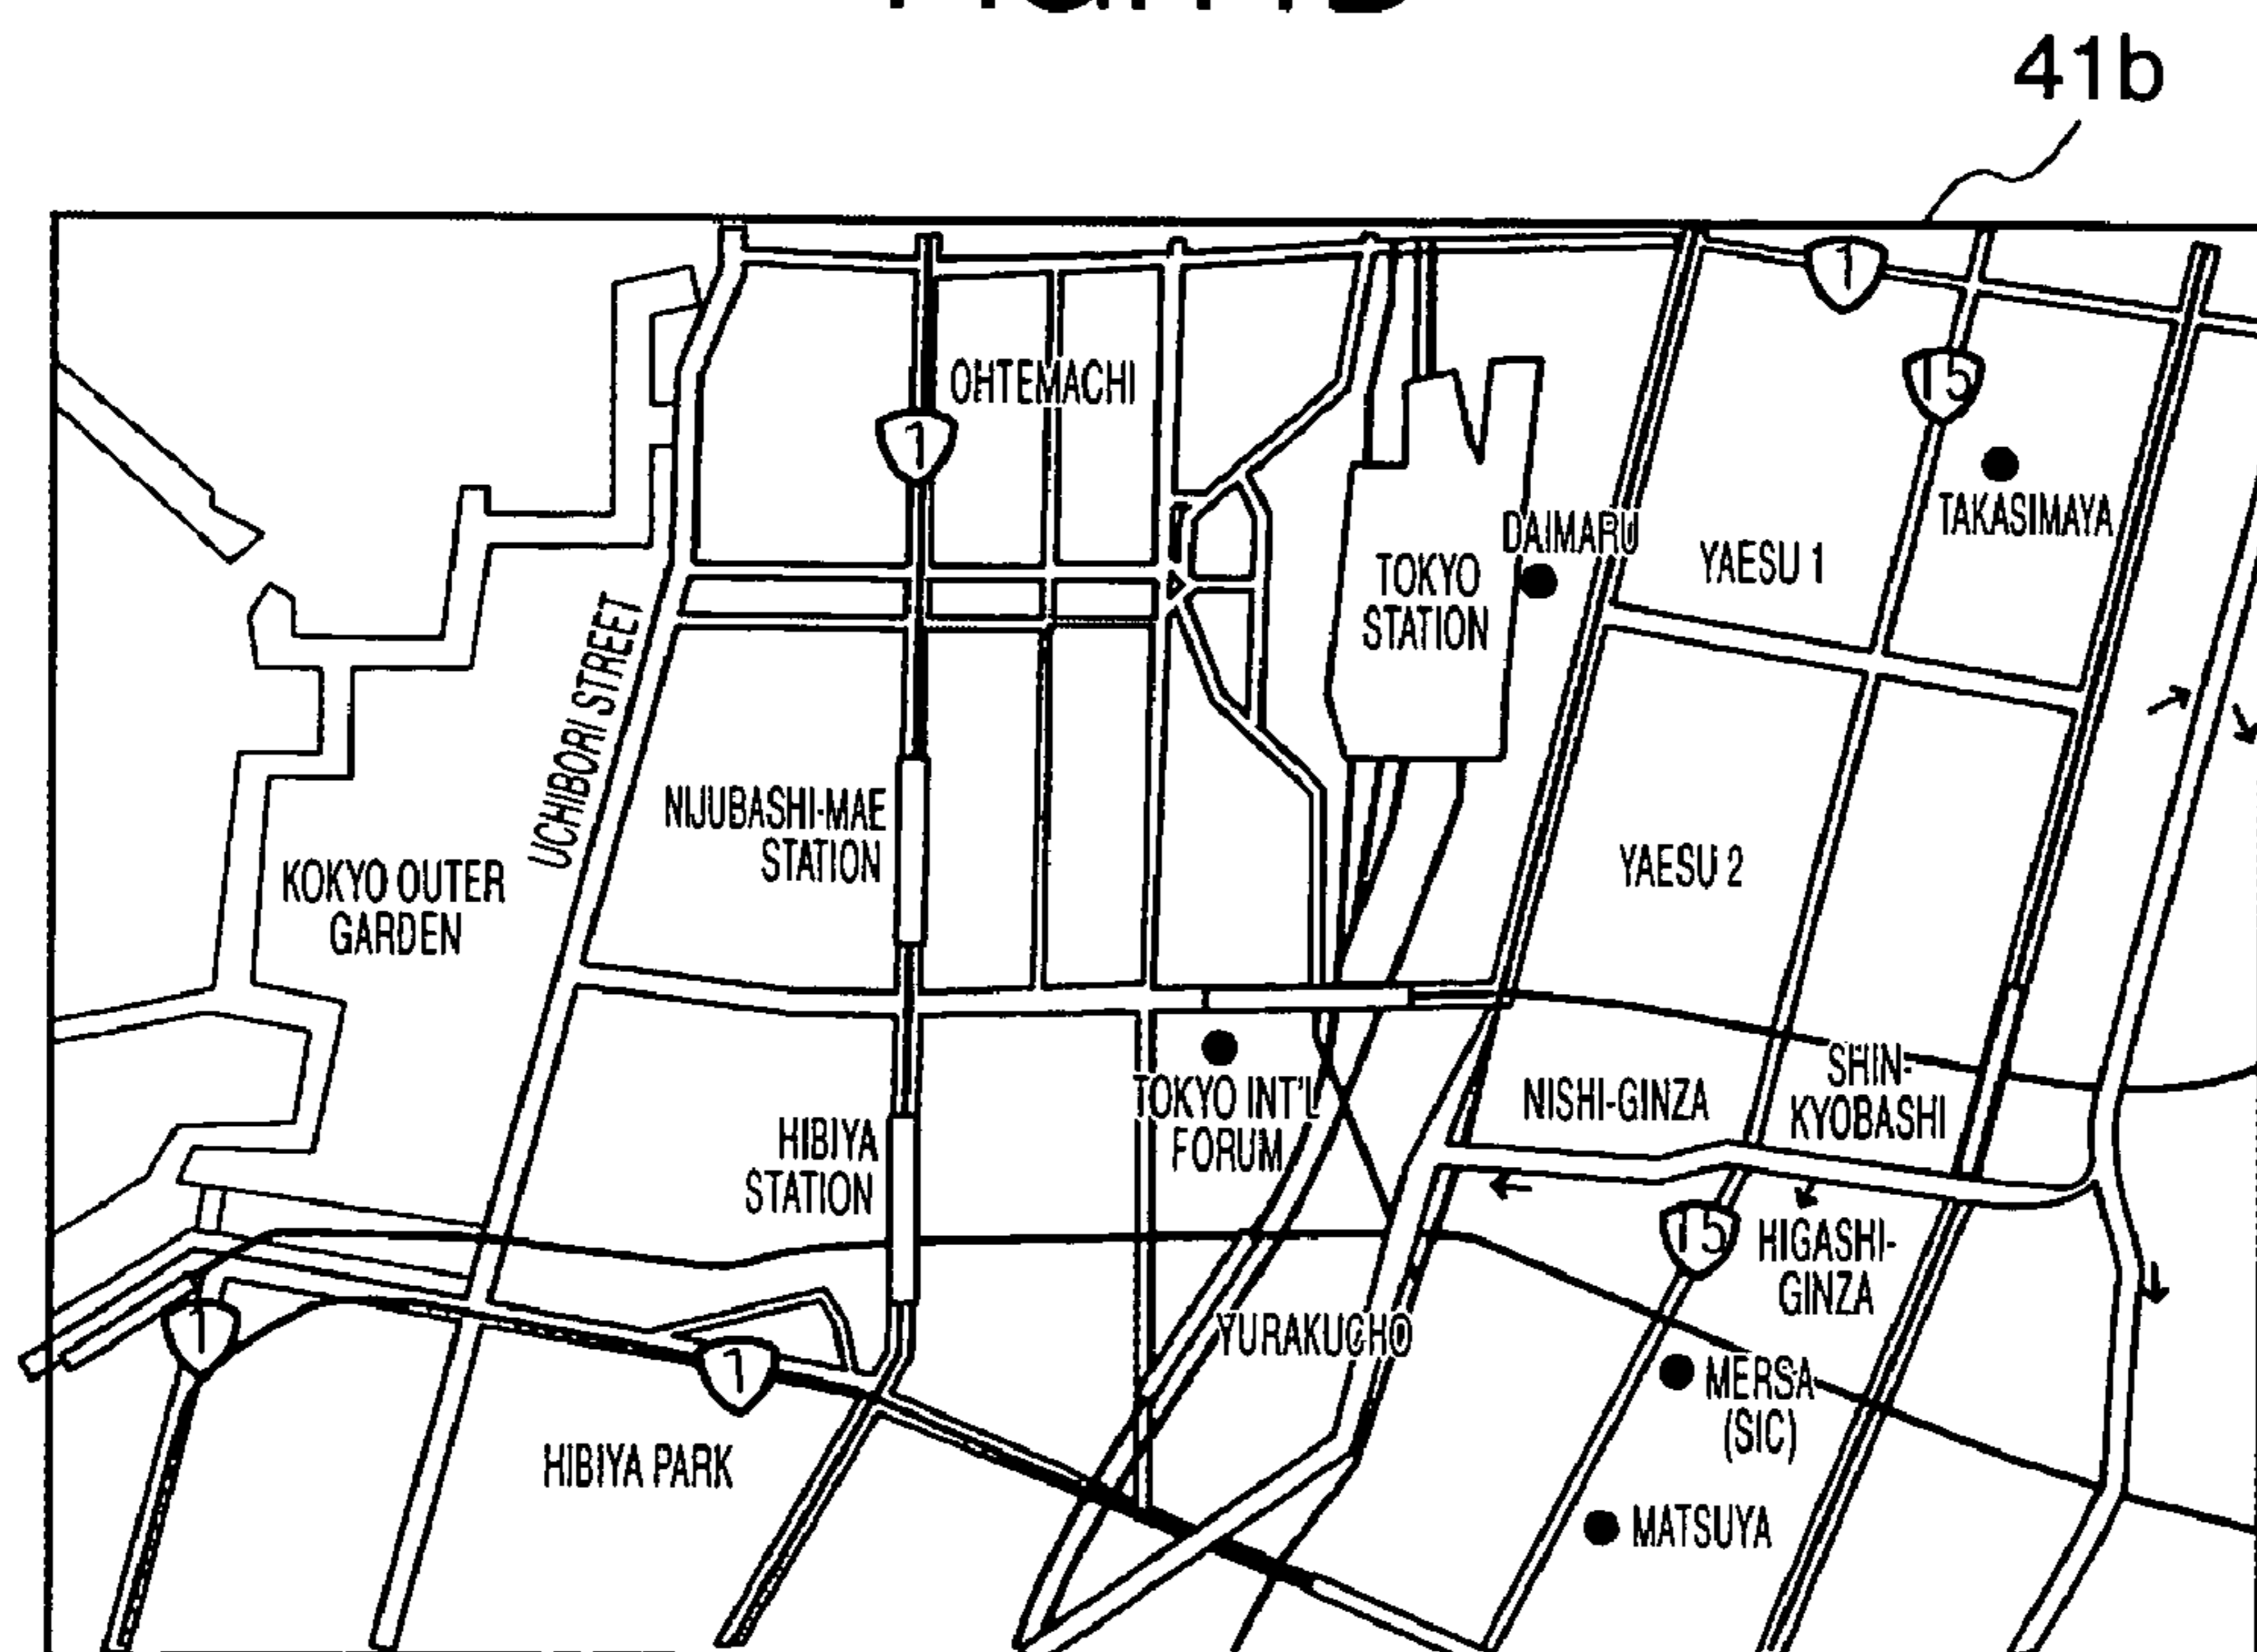 41b
1
OHTEMACHI
15
1
TAKASIMAYA
DAIMARU
YAESU 1
TOKYO
STATION
UCHIBORI STREET
NIJUBASHI-MAE
STATION
YAESU 2
KOKYO OUTER
GARDEN
TOKYO INT'L
FORUM
NISHI-GINZA
SHIN-
KYOBASHI
HIBIYA
STATION
15
HIGASHI-
GINZA
1
YURAKUCHO
1
MERSA
(SIC)
HIBIYA PARK
MATSUYA